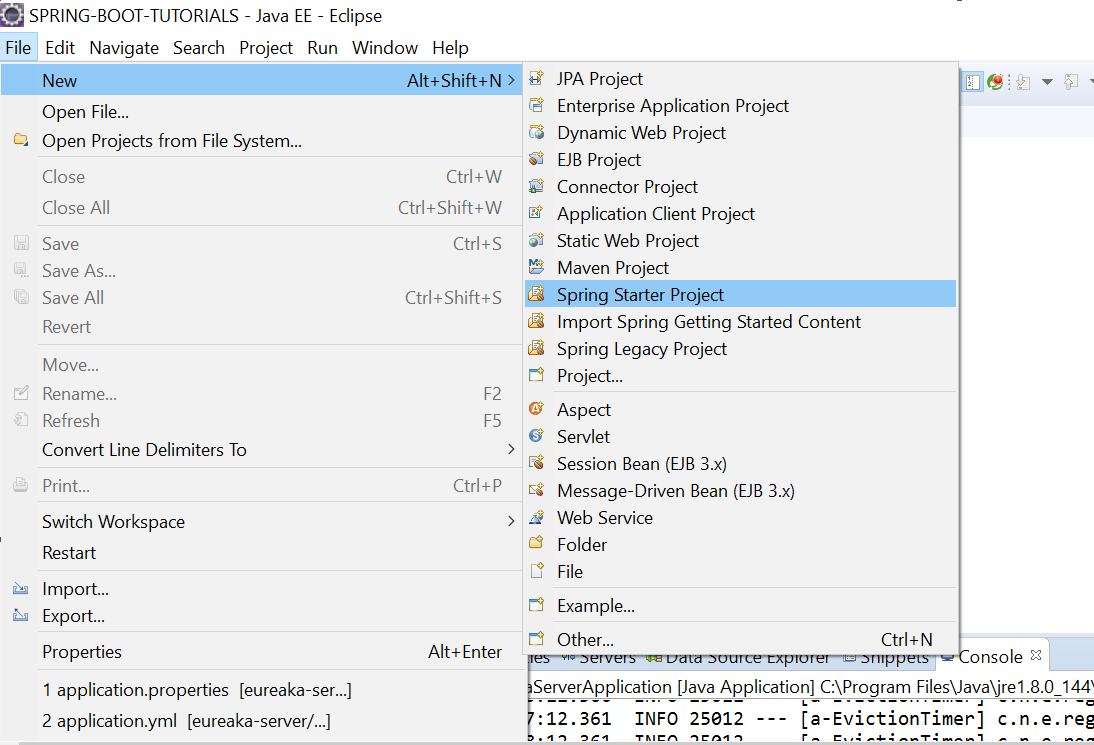 SPRING-BOOT-TUTORIALS - Java EE - Eclipse
File Edit Navigate Search Project Run Window Help
New Alt+Shift+N
Open File...
Open Projects from File System...
Close Ctrl+W
Close All Ctrl+Shift+W
Save Ctrl+S
Save As...
Save All Ctrl+Shift+S
Revert
Move...
Rename... F2
Refresh F5
Convert Line Delimiters To
Print... Ctrl+P
Switch Workspace
Restart
Import...
Export...
Properties Alt+Enter
1 application.properties [eureaka-ser...]
2 application.yml [eureaka-server/...]
JPA Project
Enterprise Application Project
Dynamic Web Project
EJB Project
Connector Project
Application Client Project
Static Web Project
Maven Project
Spring Starter Project
Import Spring Getting Started Content
Spring Legacy Project
Project...
Aspect
Servlet
Session Bean (EJB 3.x)
Message-Driven Bean (EJB 3.x)
Web Service
Folder
File
Example...
Other... Ctrl+N
Servers Data Source Explorer Snippets Console
aServerApplication [Java Application] C:\Program Files\Java\jre1.8.0_144\
7:12.361 INFO 25012 --- [a-EvictionTimer] c.n.e.reg
8:12.361 INFO 25012 --- [a-EvictionTimer] c.n.e.reg